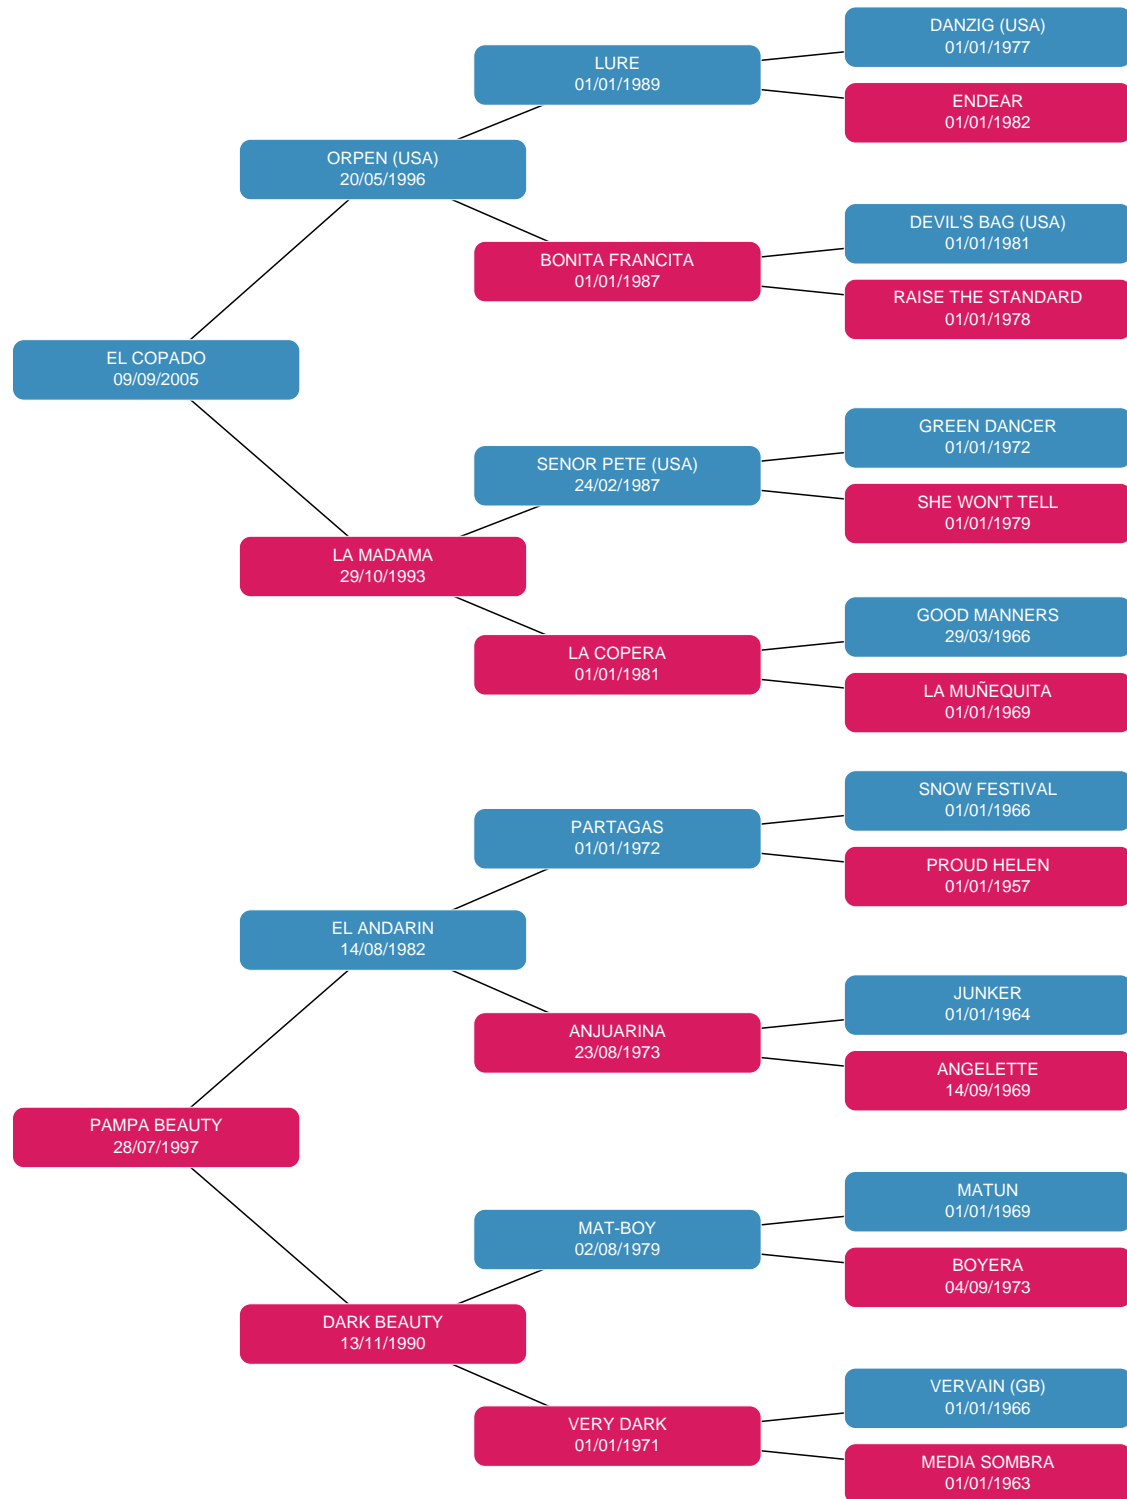 DANZIG (USA)
01/01/1977
LURE
01/01/1989
ENDEAR
01/01/1982
ORPEN (USA)
20/05/1996
DEVIL'S BAG (USA)
01/01/1981
BONITA FRANCITA
01/01/1987
RAISE THE STANDARD
01/01/1978
EL COPADO
09/09/2005
GREEN DANCER
01/01/1972
SENOR PETE (USA)
24/02/1987
SHE WON'T TELL
01/01/1979
LA MADAMA
29/10/1993
GOOD MANNERS
29/03/1966
LA COPERA
01/01/1981
LA MUÑEQUITA
01/01/1969
SNOW FESTIVAL
01/01/1966
PARTAGAS
01/01/1972
PROUD HELEN
01/01/1957
EL ANDARIN
14/08/1982
JUNKER
01/01/1964
ANJUARINA
23/08/1973
ANGELETTE
14/09/1969
PAMPA BEAUTY
28/07/1997
MATUN
01/01/1969
MAT-BOY
02/08/1979
BOYERA
04/09/1973
DARK BEAUTY
13/11/1990
VERVAIN (GB)
01/01/1966
VERY DARK
01/01/1971
MEDIA SOMBRA
01/01/1963